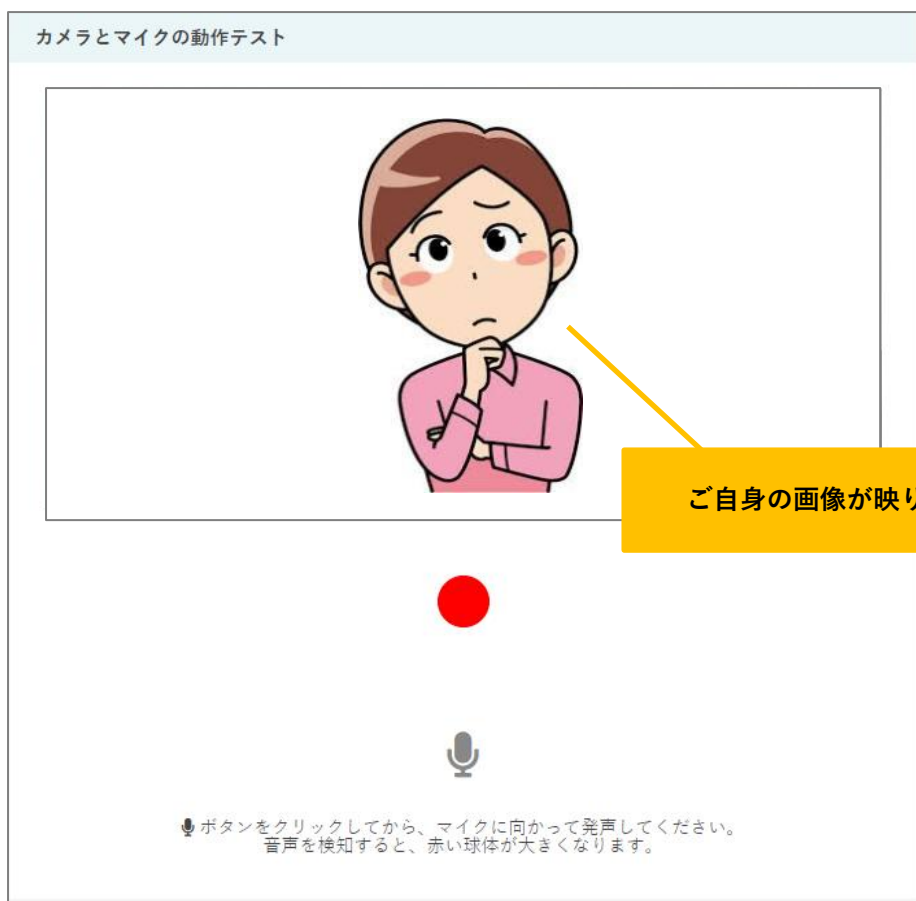 カメラとマイクの動作テスト
ご自身の画像が映り
ボタンをクリックしてから、マイクに向かって発声してください。
音声を検知すると、赤い球体が大きくなります。